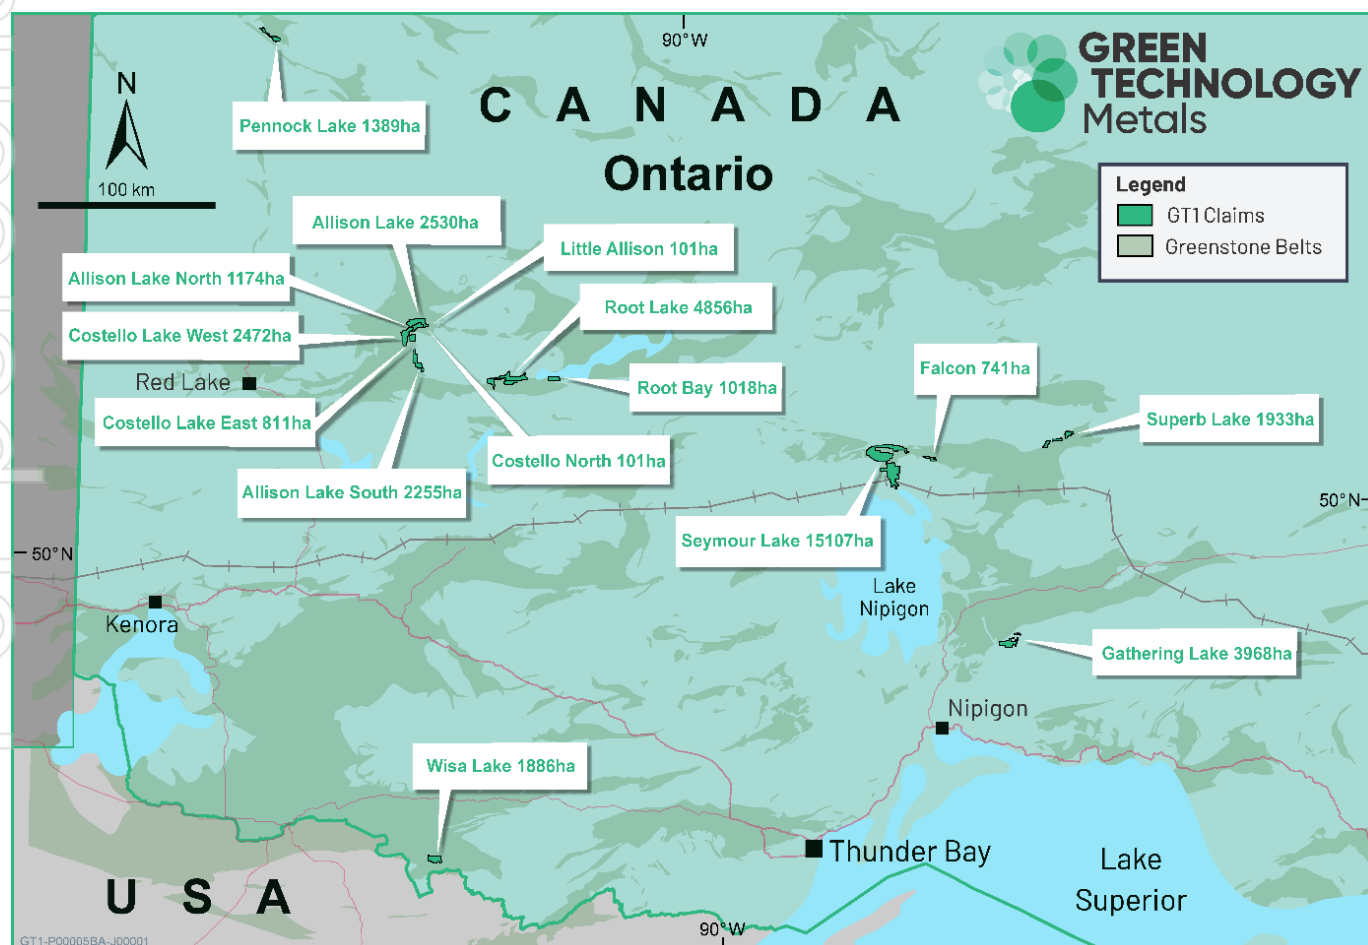 90°W
GREEN
TECHNOLOGY
Metals
N
100 km
CANADA
Ontario
Pennock Lake 1389ha
Legend
GT1 Claims
Greenstone Belts
Allison Lake 2530ha
Little Allison 101ha
Allison Lake North 1174ha
Root Lake 4856ha
Costello Lake West 2472ha
Red Lake
Root Bay 1018ha
Falcon 741ha
Costello Lake East 811ha
Superb Lake 1933ha
Costello North 101ha
Allison Lake South 2255ha
50°N
Seymour Lake 15107ha
50°N
Lake
Nipigon
Kenora
Gathering Lake 3968ha
Nipigon
Wisa Lake 1886ha
Thunder Bay
Lake
Superior
USA
90°W
GT1-P00005BA-J00001